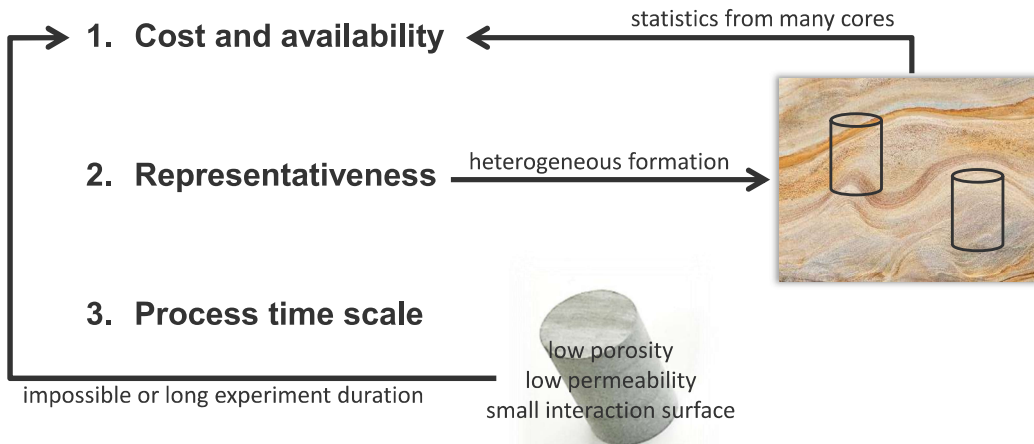 statistics from many cores
1. Cost and availability
2. Representativeness
heterogeneous formation
3. Process time scale
low porosity
low permeability
small interaction surface
impossible or long experiment duration